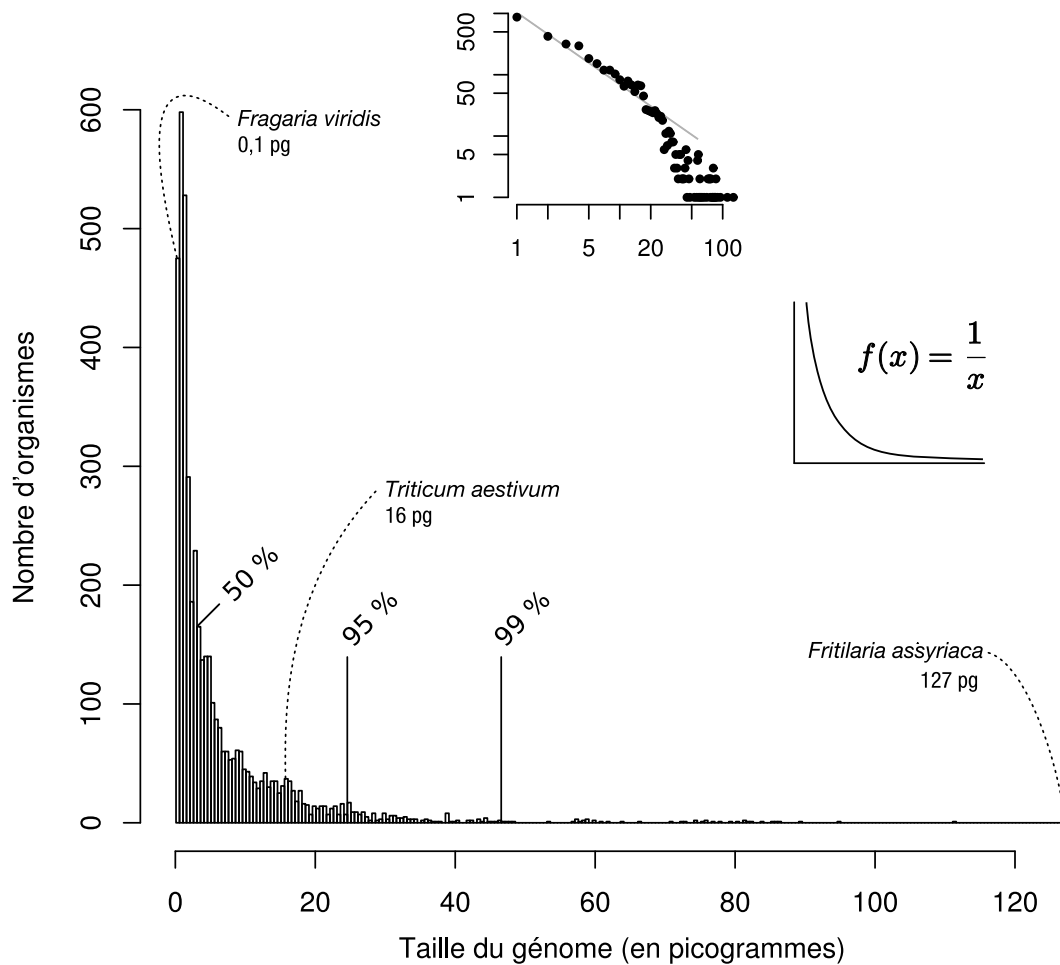 500
50
5
1
1
5
20
100
Fragaria viridis
0,1 pg
f(x) = 1/x
Triticum aestivum
16 pg
50 %
95 %
99 %
Fritilaria assyriaca
127 pg
Nombre d'organismes
600
500
400
300
200
100
0
0
20
40
60
80
100
120
Taille du génome (en picogrammes)